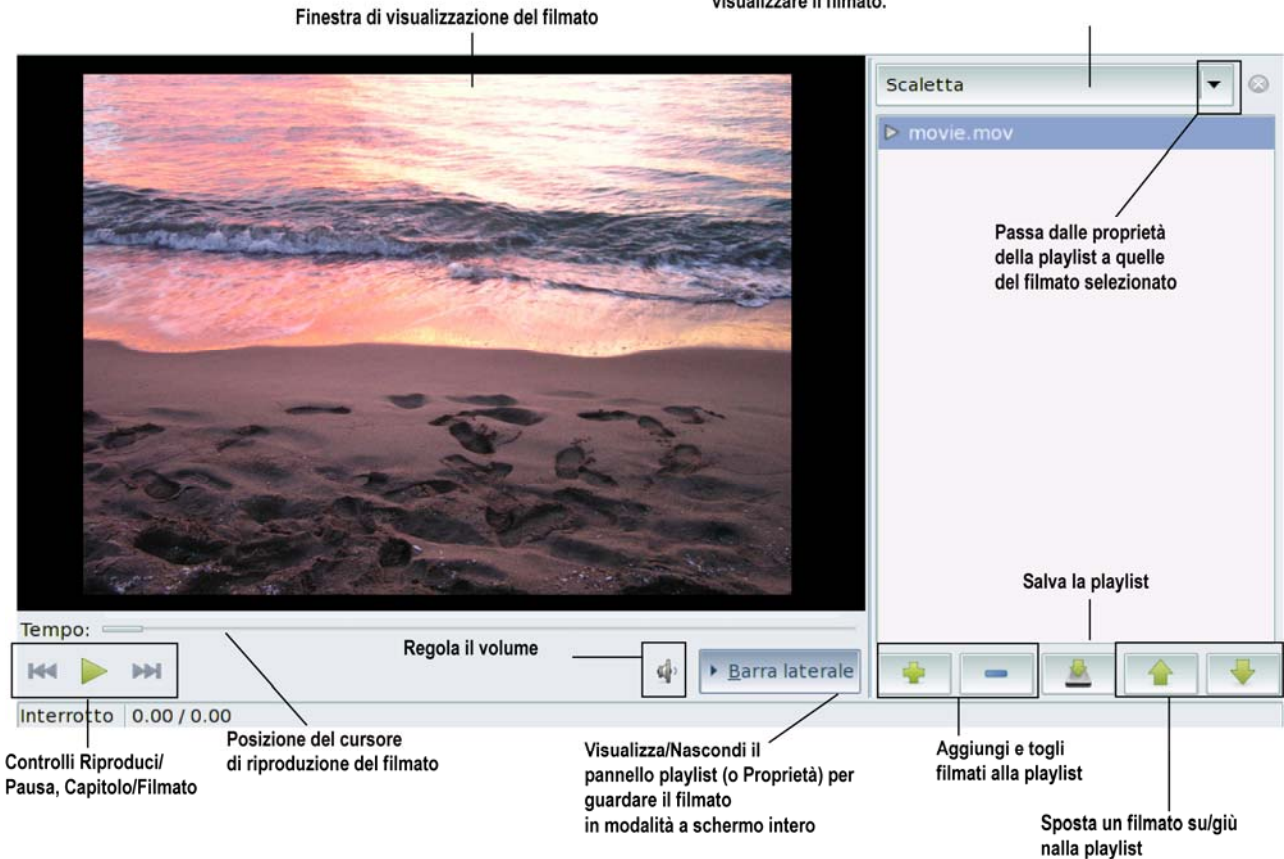 visualizzare il filmato.
Finestra di visualizzazione del filmato
Scaletta
movie.mov
Passa dalle proprietà
della playlist a quelle
del filmato selezionato
Salva la playlist
Tempo:
Regola il volume
Barra laterale
Interrotto 0.00 / 0.00
Controlli Riproduci/
Pausa, Capitolo/Filmato
Posizione del cursore
di riproduzione del filmato
Visualizza/Nascondi il
pannello playlist (o Proprietà) per
guardare il filmato
in modalità a schermo intero
Aggiungi e togli
filmati alla playlist
Sposta un filmato su/giù
nalla playlist